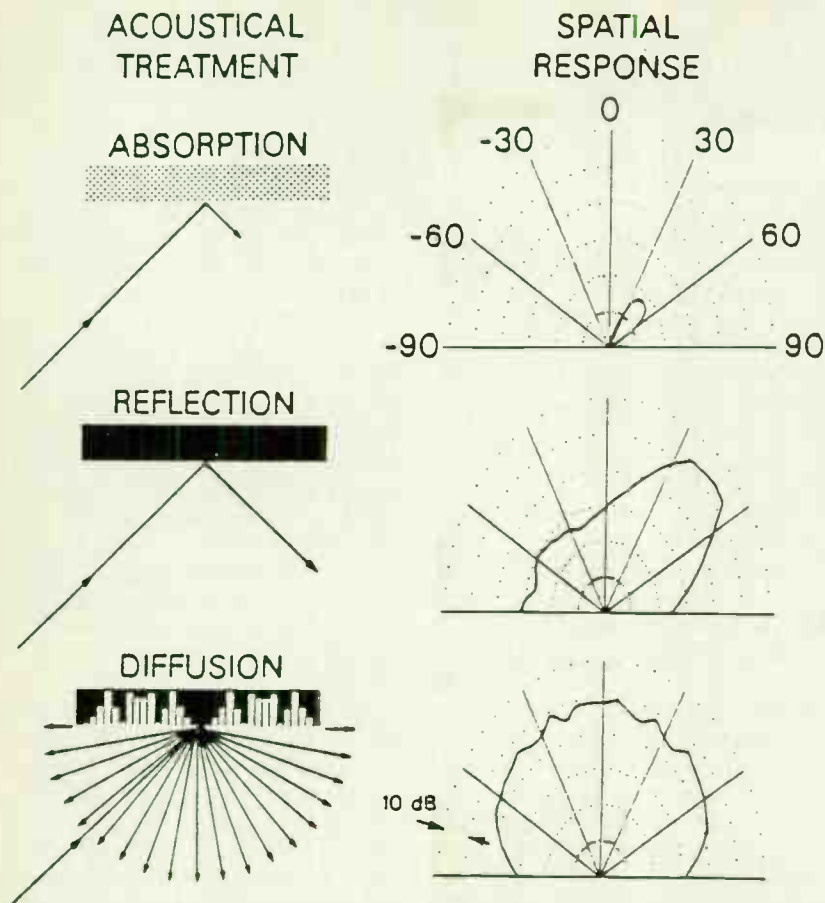 ACOUSTICAL
TREATMENT
SPATIAL
RESPONSE
ABSORPTION
0
-30
30
-60
60
-90
90
REFLECTION
DIFFUSION
10 dB